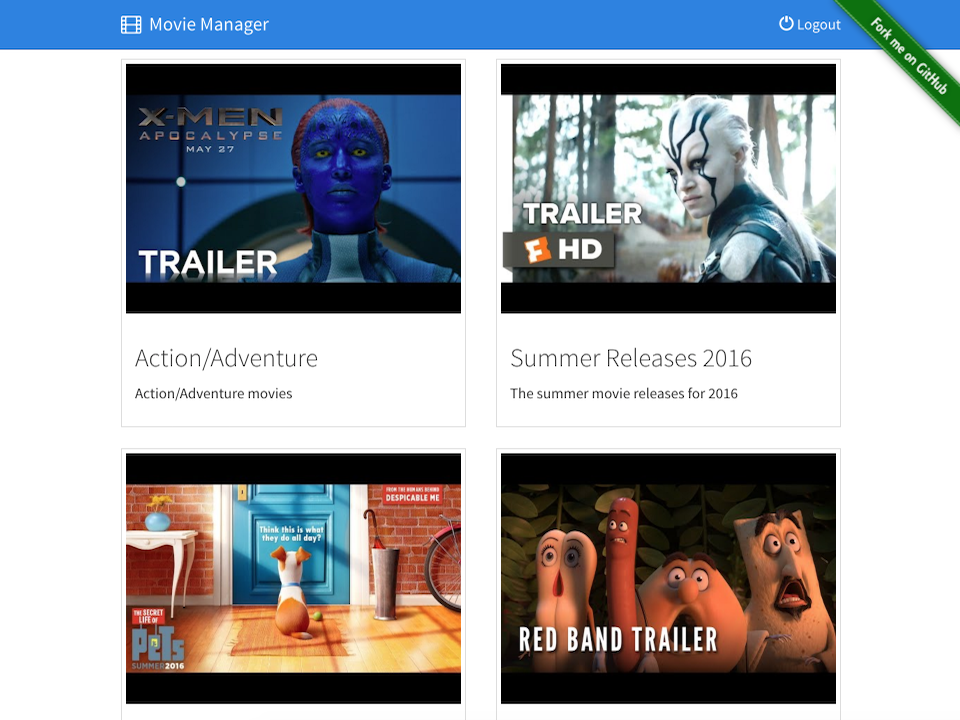 Movie Manager
Logout
Fork me on GitHub
X-MEN
APOCALYPSE
MAY 27
TRAILER
TRAILER
HD
Action/Adventure
Action/Adventure movies
Summer Releases 2016
The summer movie releases for 2016
FROM THE HUMANS BEHIND
DESPICABLE ME
Think this is what
they do all day?
THE SECRET
LIFE OF
PETS
SUMMER 2016
RED BAND TRAILER